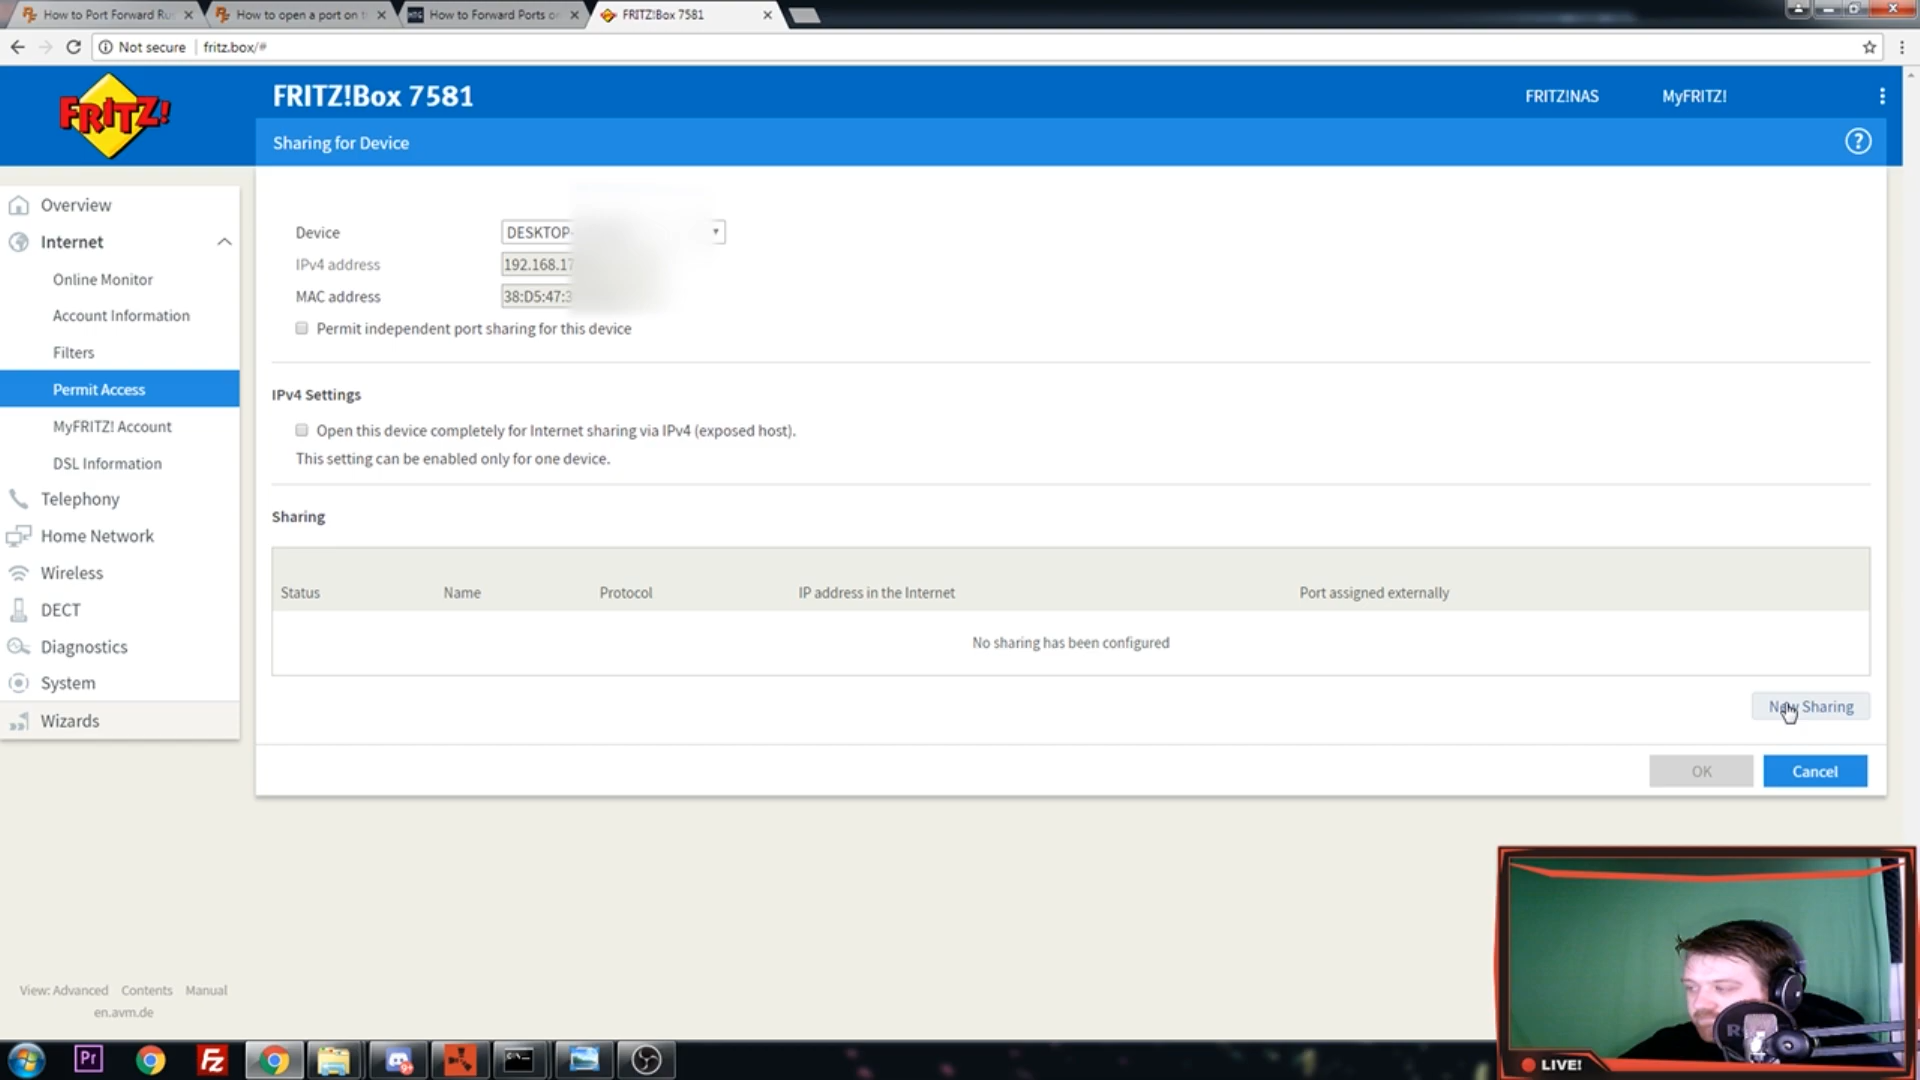 How to Port Forward Ru
How to open a port on t
How to Forward Ports o
FRITZ!Box 7581
Not secure
fritz.box/#
FRITZ!
FRITZ!Box 7581
FRITZ!NAS
MyFRITZ!
Sharing for Device
Overview
Internet
Online Monitor
Account Information
Filters
Permit Access
MyFRITZ! Account
DSL Information
Telephony
Home Network
Wireless
DECT
Diagnostics
System
Wizards
View: Advanced Contents Manual
en.avm.de
Device DESKTOP-
IPv4 address 192.168.17
MAC address 38:D5:47:3
Permit independent port sharing for this device
IPv4 Settings
Open this device completely for Internet sharing via IPv4 (exposed host).
This setting can be enabled only for one device.
Sharing
Status Name Protocol IP address in the Internet Port assigned externally
No sharing has been configured
New Sharing
OK Cancel
LIVE!
Pr
Fz